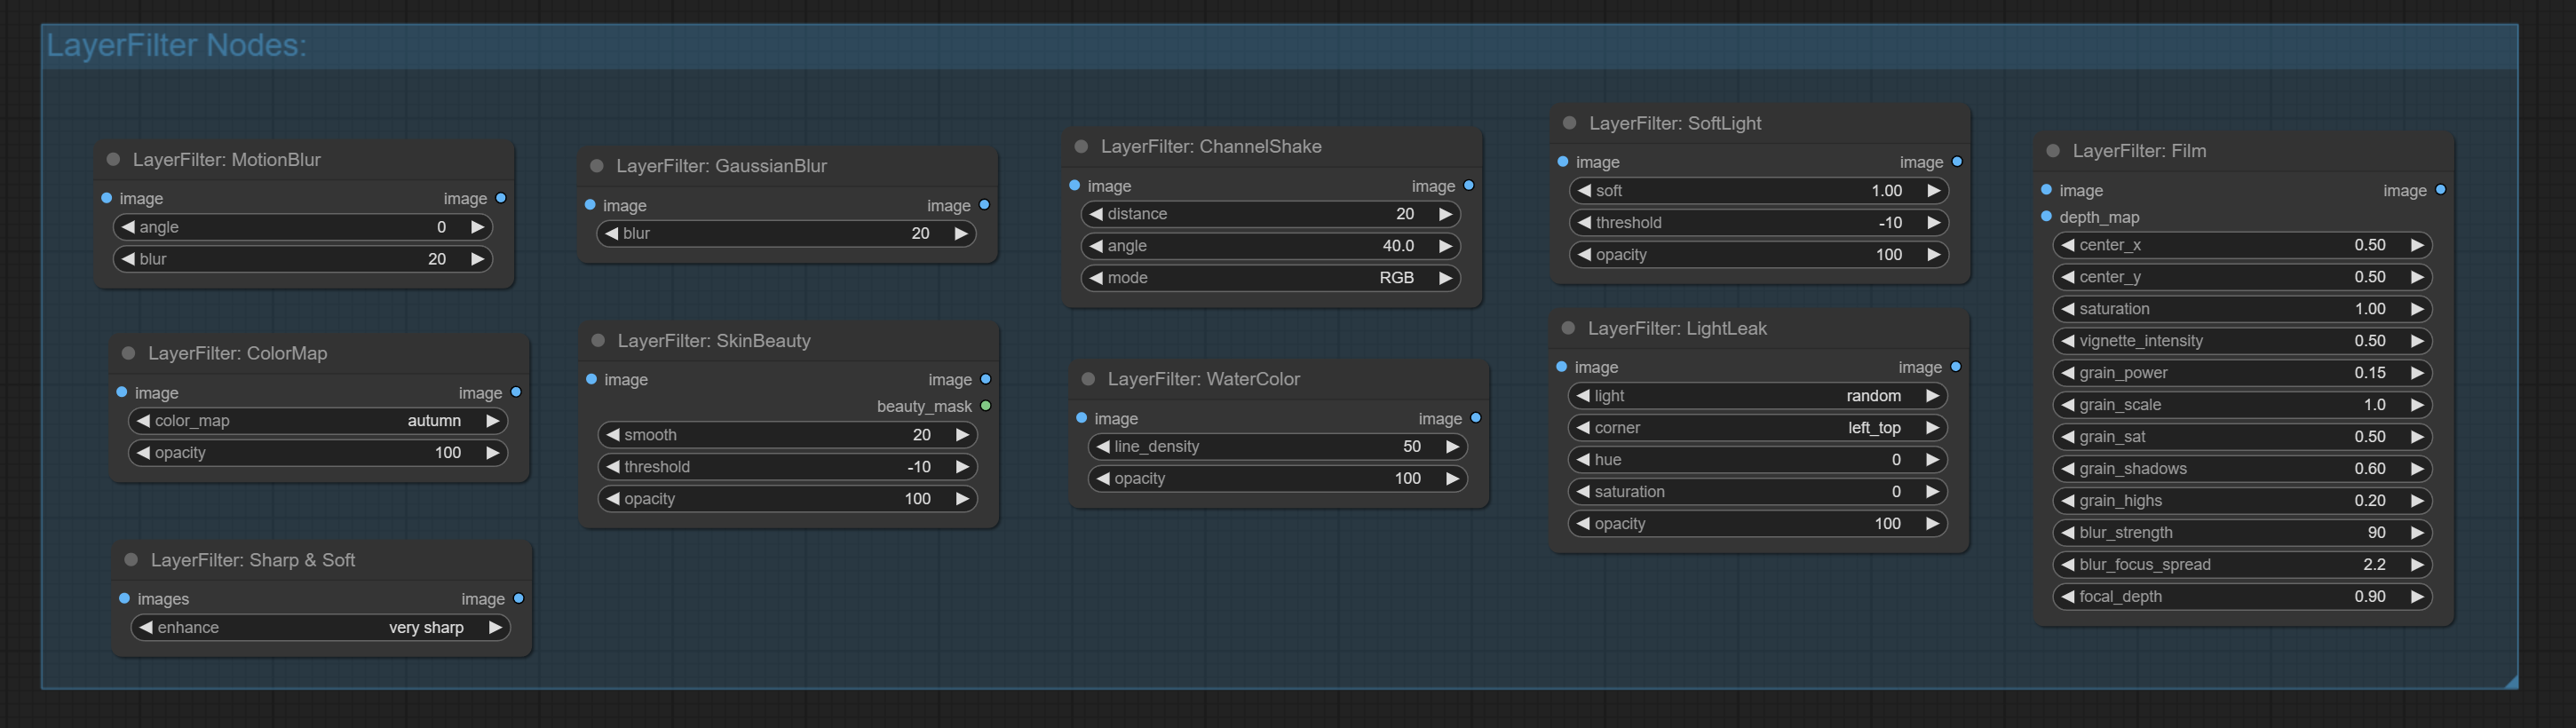 LayerFilter Nodes:
LayerFilter: MotionBlur
image image
angle 0
blur 20
LayerFilter: ColorMap
image image
color_map autumn
opacity 100
LayerFilter: Sharp & Soft
images image
enhance very sharp
LayerFilter: GaussianBlur
image image
blur 20
LayerFilter: SkinBeauty
image image
beauty_mask
smooth 20
threshold -10
opacity 100
LayerFilter: ChannelShake
image image
distance 20
angle 40.0
mode RGB
LayerFilter: WaterColor
image image
line_density 50
opacity 100
LayerFilter: SoftLight
image image
soft 1.00
threshold -10
opacity 100
LayerFilter: LightLeak
image image
light random
corner left_top
hue 0
saturation 0
opacity 100
LayerFilter: Film
image image
depth_map
center_x 0.50
center_y 0.50
saturation 1.00
vignette_intensity 0.50
grain_power 0.15
grain_scale 1.0
grain_sat 0.50
grain_shadows 0.60
grain_highs 0.20
blur_strength 90
blur_focus_spread 2.2
focal_depth 0.90